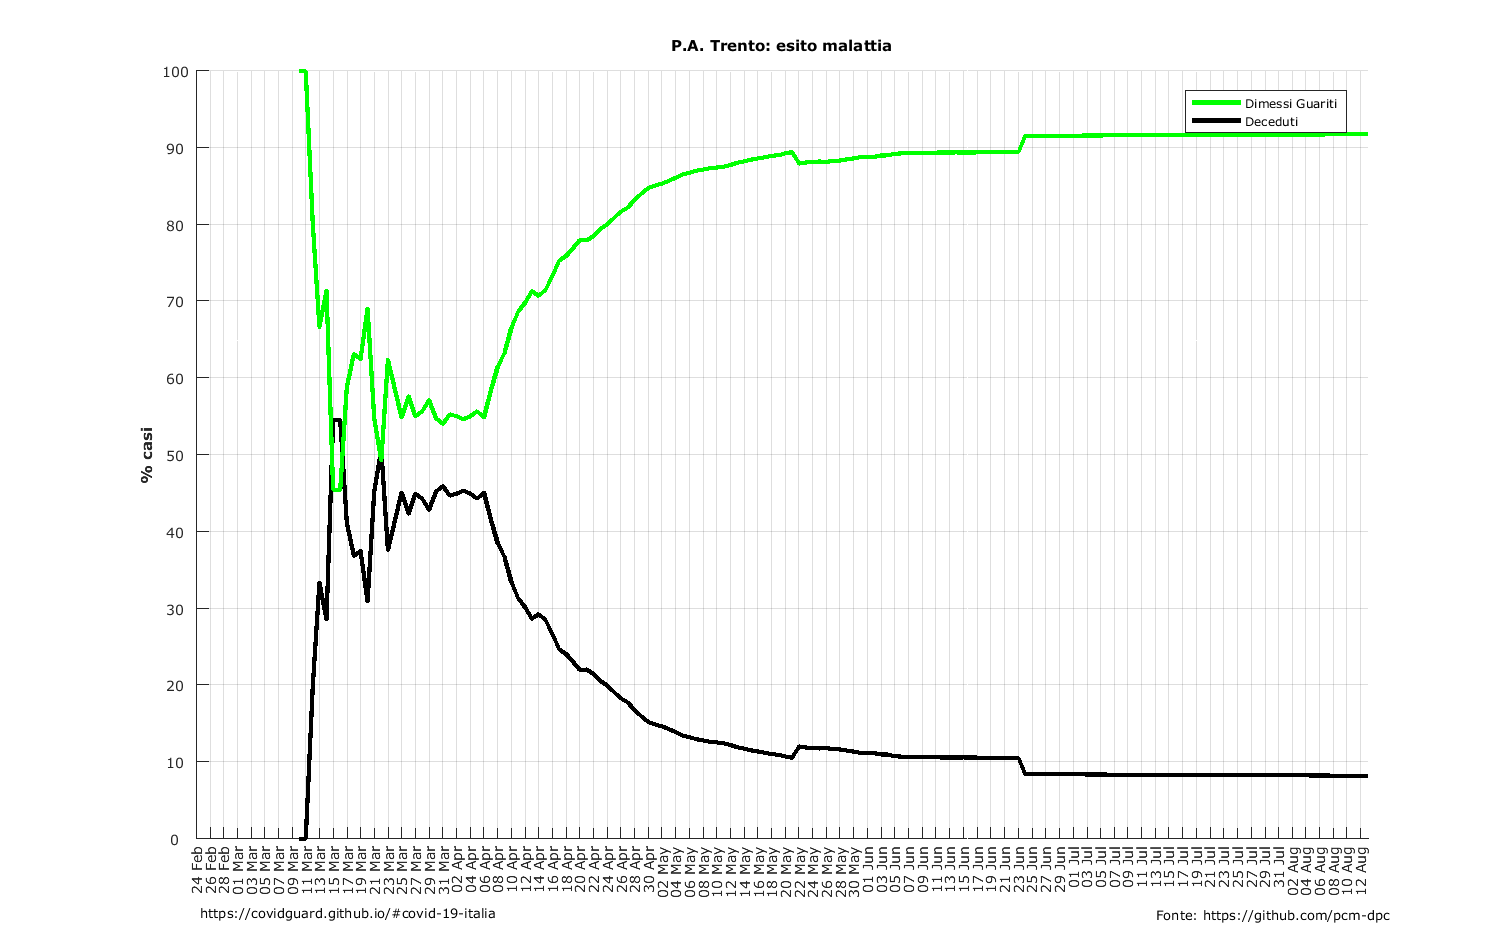 P.A. Trento: esito malattia
Dimessi Guariti
Deceduti
% casi
100
90
80
70
60
50
40
30
20
10
0
24 Feb
26 Feb
28 Feb
01 Mar
03 Mar
05 Mar
07 Mar
09 Mar
11 Mar
13 Mar
15 Mar
17 Mar
19 Mar
21 Mar
23 Mar
25 Mar
27 Mar
29 Mar
31 Mar
02 Apr
04 Apr
06 Apr
08 Apr
10 Apr
12 Apr
14 Apr
16 Apr
18 Apr
20 Apr
22 Apr
24 Apr
26 Apr
28 Apr
30 Apr
02 May
04 May
06 May
08 May
10 May
12 May
14 May
16 May
18 May
20 May
22 May
24 May
26 May
28 May
30 May
01 Jun
03 Jun
05 Jun
07 Jun
09 Jun
11 Jun
13 Jun
15 Jun
17 Jun
19 Jun
21 Jun
23 Jun
25 Jun
27 Jun
29 Jun
01 Jul
03 Jul
05 Jul
07 Jul
09 Jul
11 Jul
13 Jul
15 Jul
17 Jul
19 Jul
21 Jul
23 Jul
25 Jul
27 Jul
29 Jul
31 Jul
02 Aug
04 Aug
06 Aug
08 Aug
10 Aug
12 Aug
https://covidguard.github.io/#covid-19-italia
Fonte: https://github.com/pcm-dpc